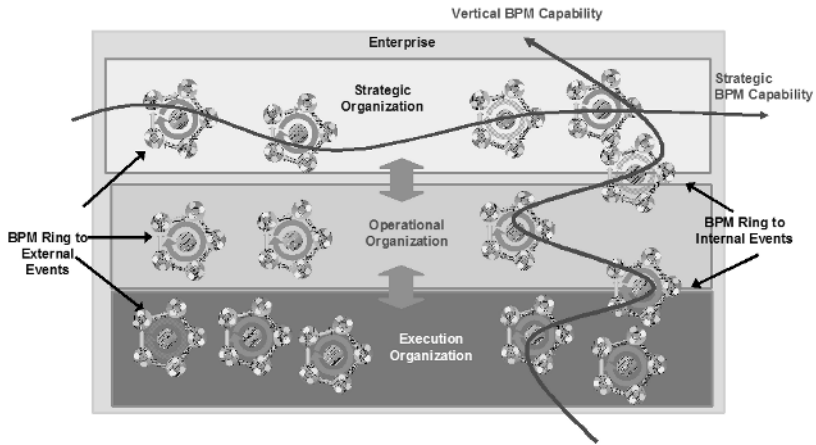 Vertical BPM Capability
Enterprise
Strategic
Organization
Strategic
BPM Capability
BPM Ring to
External
Events
Operational
Organization
BPM Ring to
Internal Events
Execution
Organization